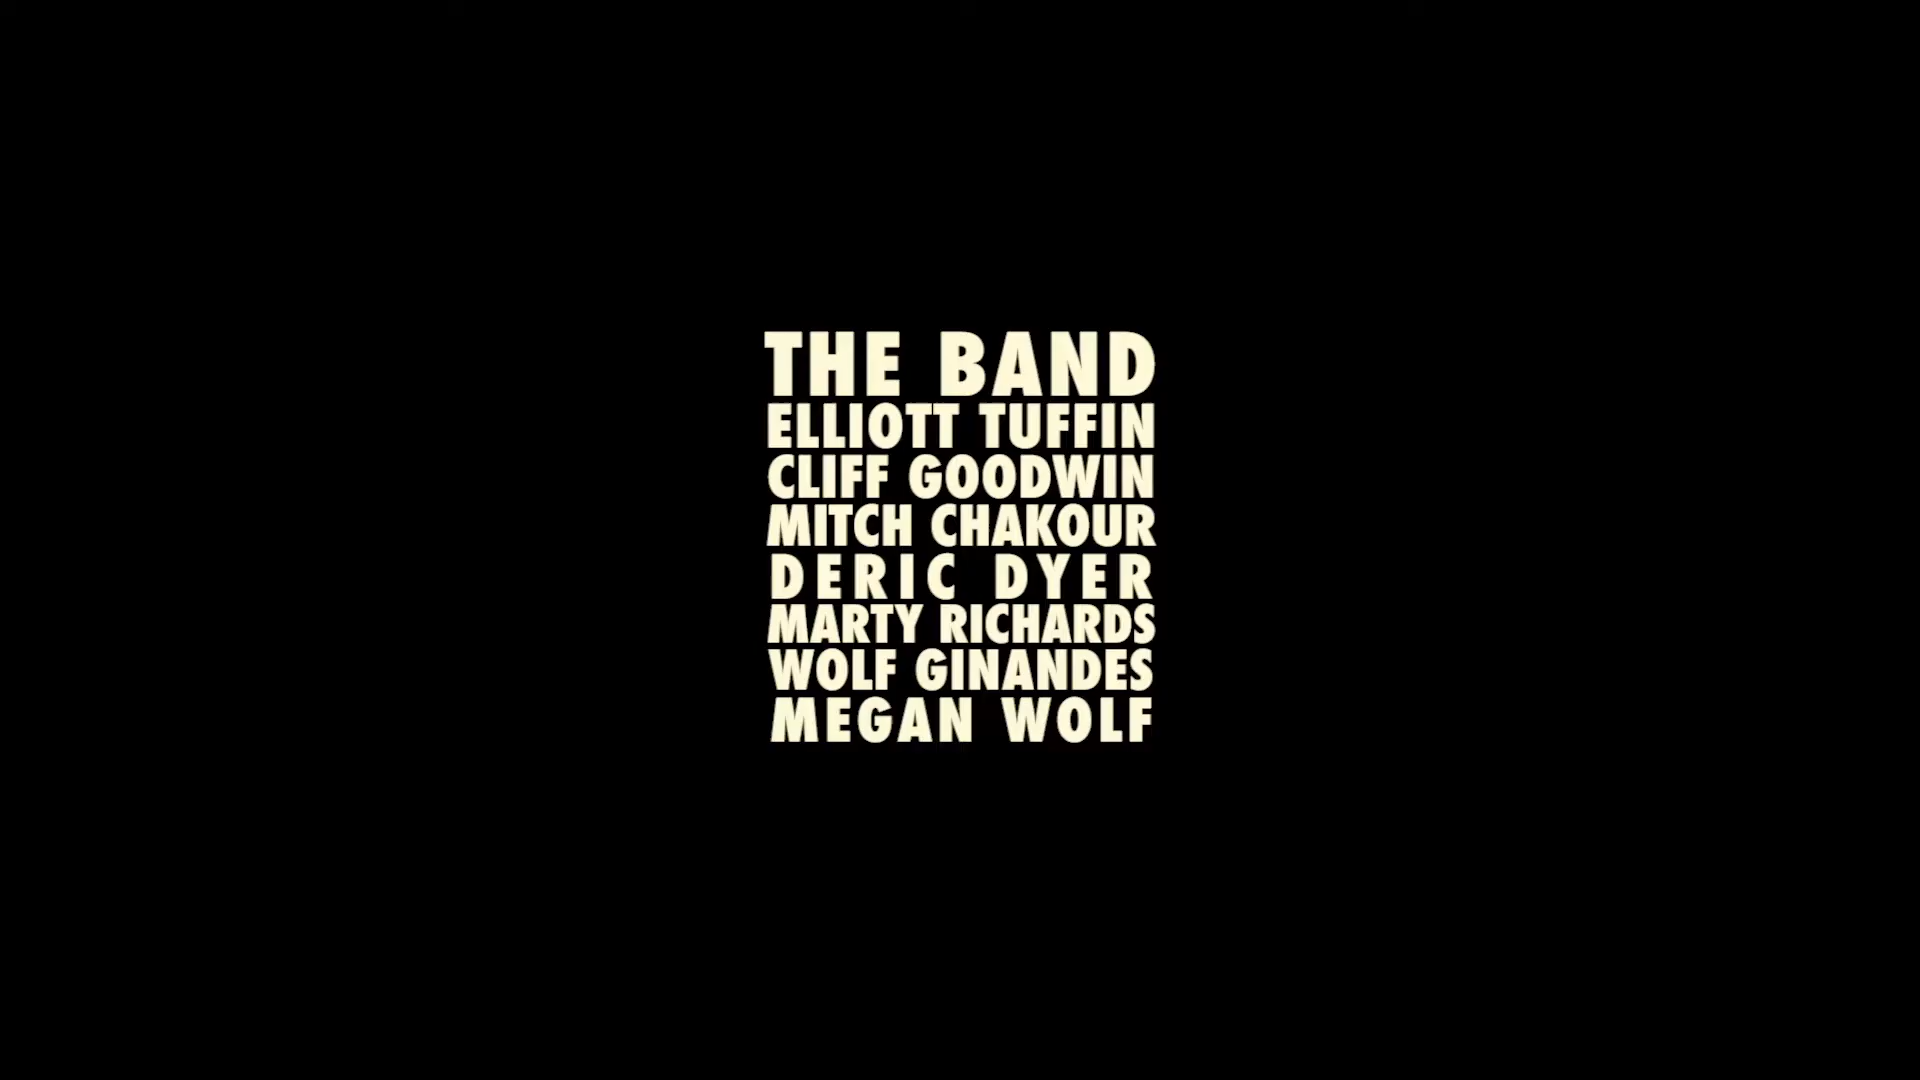 THE BAND
ELLIOTT TUFFIN
CLIFF GOODWIN
MITCH CHAKOUR
DERIC DYER
MARTY RICHARDS
WOLF GINANDES
MEGAN WOLF